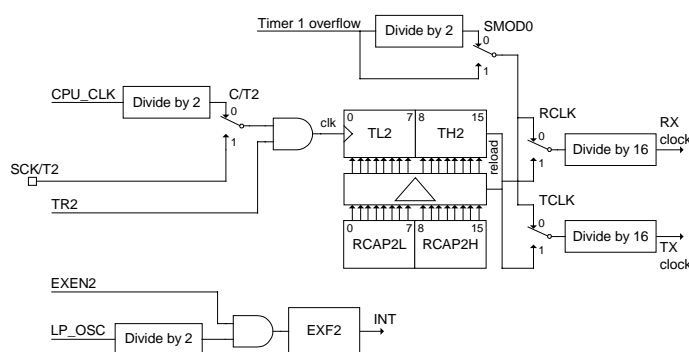 Timer 1 overflow
Divide by 2
SMOD0
0
1
CPU_CLK
Divide by 2
C/T2
0
1
clk
0
7
8
15
TL2
TH2
reload
RCLK
0
1
Divide by 16
RX
clock
SCK/T2
TR2
TCLK
0
1
Divide by 16
TX
clock
0
7
8
15
RCAP2L
RCAP2H
EXEN2
LP_OSC
Divide by 2
EXF2
INT